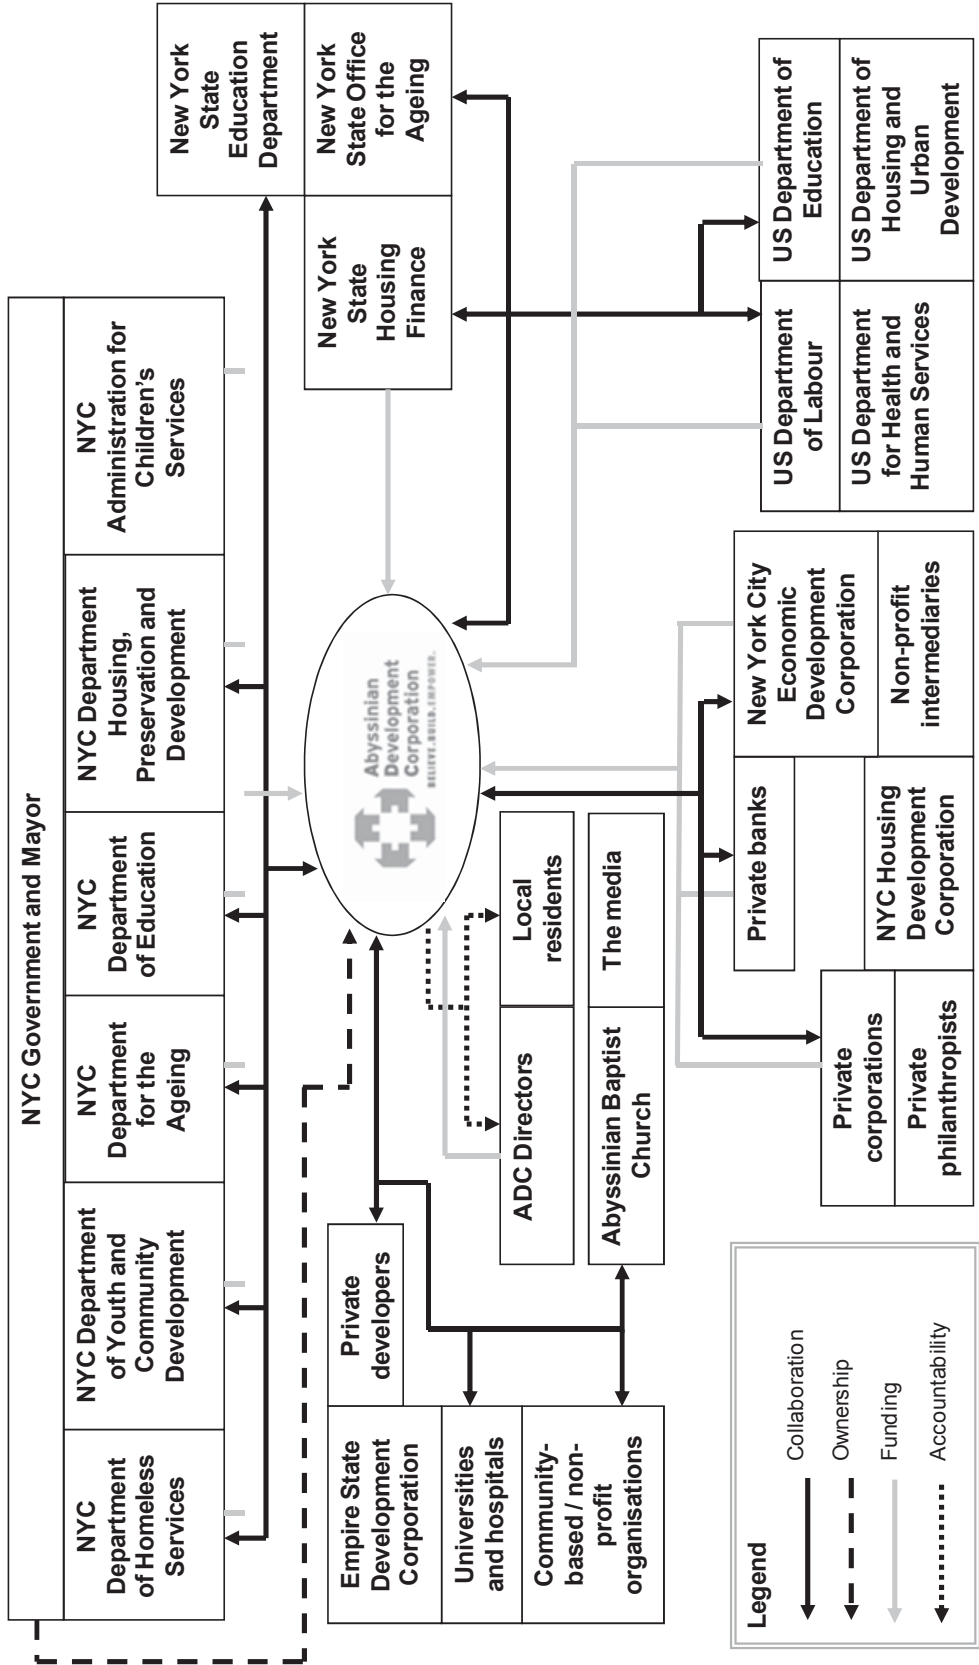 NYC Government and Mayor
NYC
Department
of Homeless
Services
NYC Department
of Youth and
Community
Development
NYC
Department
for the
Ageing
NYC
Department
of Education
NYC Department
Housing,
Preservation and
Development
NYC
Administration for
Children's
Services
New York
State
Education
Department
New York
State
Housing
Finance
New York
State Office
for the
Ageing
Abyssinian
Development
Corporation
BELIEVE.BUILD.EMPOWER.
Empire State
Development
Corporation
Private
developers
Universities
and hospitals
Community-
based / non-
profit
organisations
ADC Directors
Local
residents
Abyssinian Baptist
Church
The media
Private
corporations
Private
philanthropists
Private banks
NYC Housing
Development
Corporation
New York City
Economic
Development
Corporation
Non-profit
intermediaries
US Department
of Labour
US Department of
Education
US Department
for Health and
Human Services
US Department of
Housing and
Urban
Development
Legend
Collaboration
Ownership
Funding
Accountability